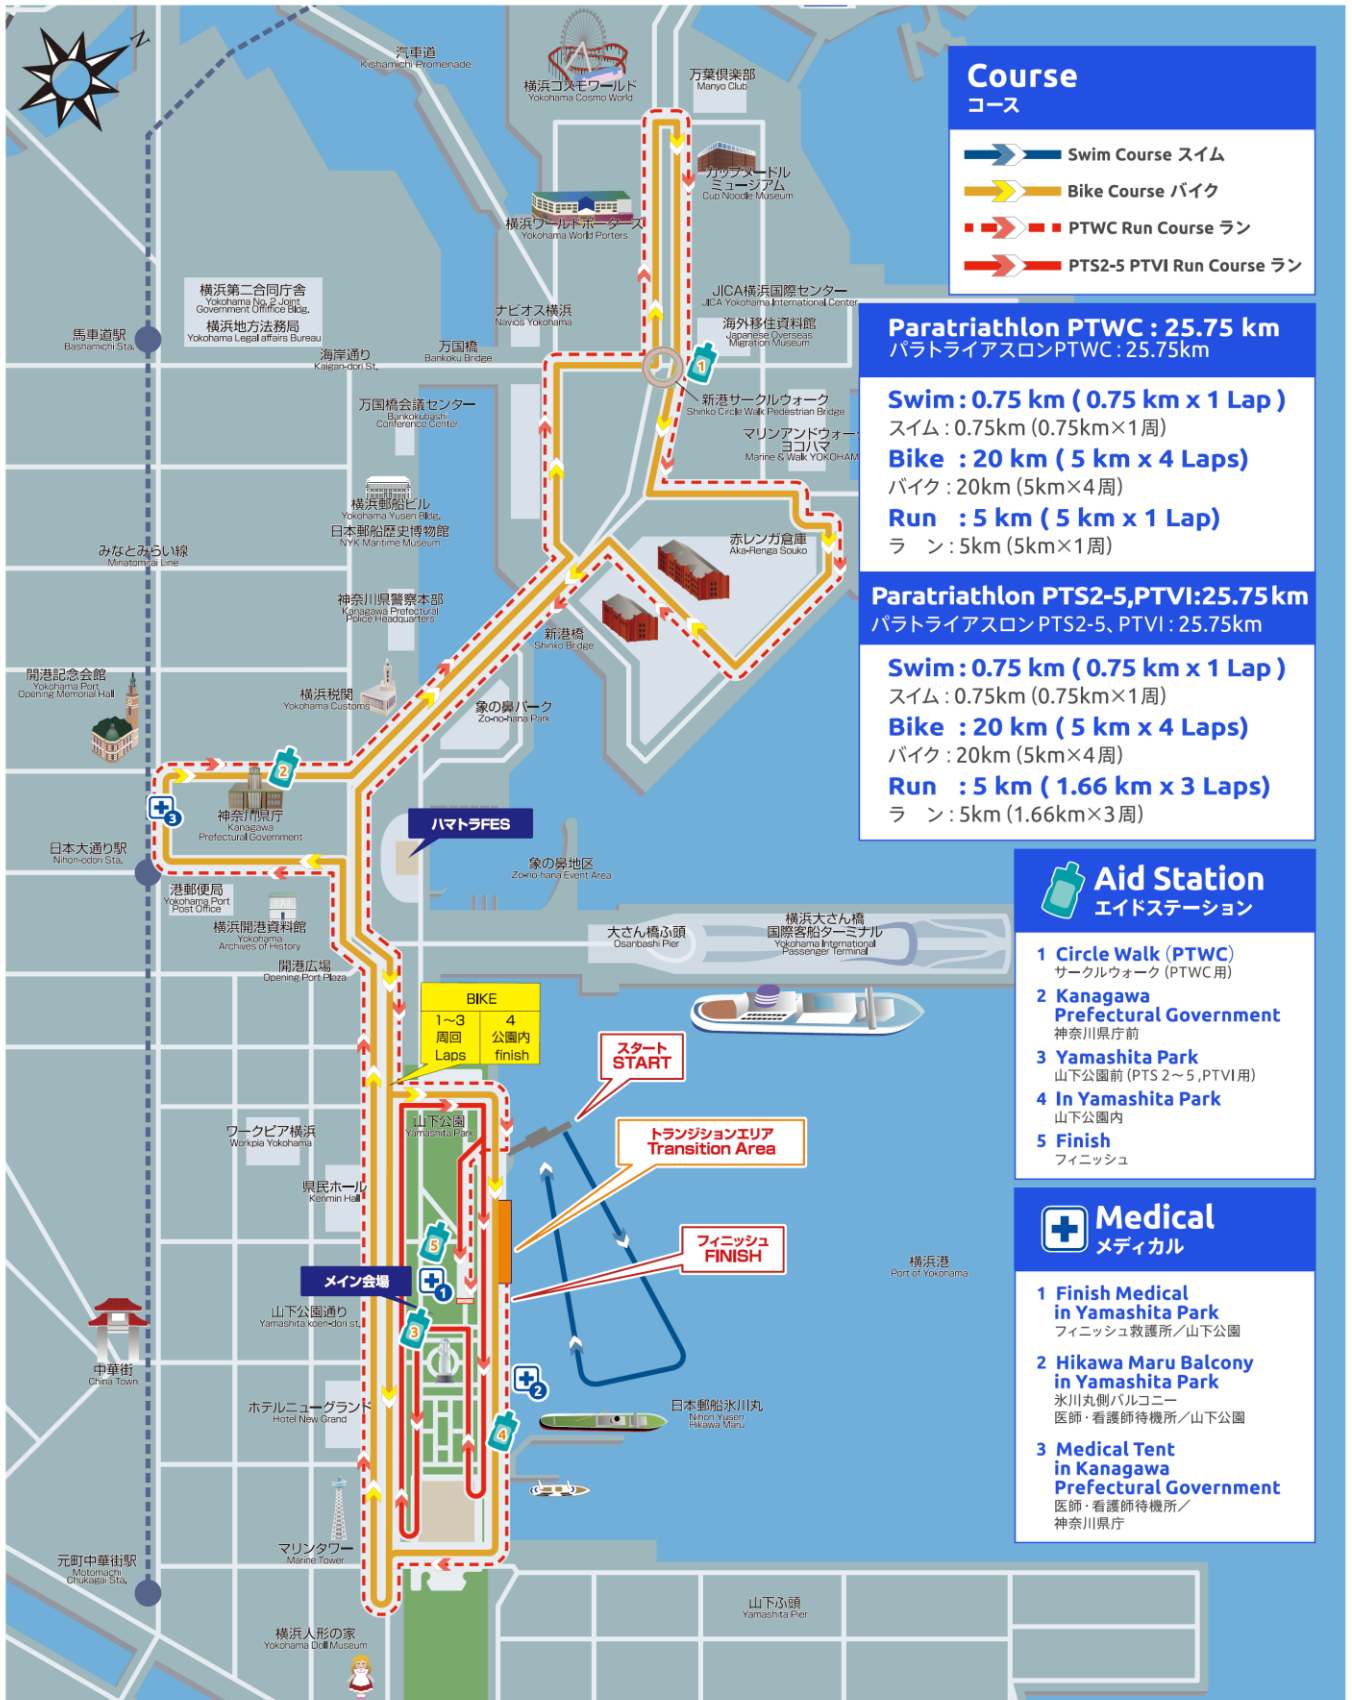 N
汽車道
Kishamichi Promenade
横浜コスモワールド
Yokohama Cosmo World
万葉倶楽部
Manyo Club
カップヌードル
ミュージアム
Cup Noodle Museum
横浜ワールドポーターズ
Yokohama World Porters
横浜第二合同庁舎
Yokohama No. 2 Joint
Government Offiffice Bldg.
横浜地方法務局
Yokohama Legal affairs Bureau
ナビオス横浜
Navios Yokohama
JICA横浜国際センター
JICA Yokohama International Center
海外移住資料館
Japanese Overseas
Migration Museum
馬車道駅
Bashamichi Sta.
海岸通り
Kaigan-dori St.
万国橋
Bankoku Bridge
1
新港サークルウォーク
Shinko Circle Walk Pedestrian Bridge
万国橋会議センター
Bankokubashi
Conference Center
マリンアンドウォーク
ヨコハマ
Marine & Walk YOKOHAM
横浜郵船ビル
Yokohama Yusen Bldg.
日本郵船歴史博物館
NYK Maritime Museum
赤レンガ倉庫
Aka-Renga Souko
みなとみらい線
Minatomirai Line
神奈川県警察本部
Kanagawa Prefectural
Police Headquarters
新港橋
Shinko Bridge
開港記念会館
Yokohama Port
Opening Memorial Hall
横浜税関
Yokohama Customs
象の鼻パーク
Zo-no-hana Park
2
3
神奈川県庁
Kanagawa
Prefectural Government
ハマトラFES
日本大通り駅
Nihon-odori Sta.
象の鼻地区
Zo-no-hana Event Area
港郵便局
Yokohama Port
Post Office
横浜開港資料館
Yokohama
Archives of History
大さん橋ふ頭
Osanbashi Pier
横浜大さん橋
国際客船ターミナル
Yokohama International
Passenger Terminal
開港広場
Opening Port Plaza
BIKE
1〜3
周回
Laps
4
公園内
finish
スタート
START
山下公園
Yamashita Park
ワークピア横浜
Workpia Yokohama
トランジションエリア
Transition Area
県民ホール
Kenmin Hall
5
フィニッシュ
FINISH
横浜港
Port of Yokohama
メイン会場
1
山下公園通り
Yamashita koen-dori st.
3
中華街
China Town
2
ホテルニューグランド
Hotel New Grand
4
日本郵船氷川丸
Nihon Yusen
Hikawa Maru
マリンタワー
Marine Tower
元町中華街駅
Motomachi
Chukagai Sta.
山下ふ頭
Yamashita Pier
横浜人形の家
Yokohama Doll Museum
Course
コース
Swim Course スイム
Bike Course バイク
PTWC Run Course ラン
PTS2-5 PTVI Run Course ラン
Paratriathlon PTWC : 25.75 km
パラトライアスロンPTWC : 25.75km
Swim : 0.75 km ( 0.75 km x 1 Lap )
スイム : 0.75km (0.75km×1周)
Bike : 20 km ( 5 km x 4 Laps)
バイク : 20km (5km×4周)
Run : 5 km ( 5 km x 1 Lap)
ラ ン : 5km (5km×1周)
Paratriathlon PTS2-5,PTVI:25.75km
パラトライアスロン PTS2-5、PTVI : 25.75km
Swim : 0.75 km ( 0.75 km x 1 Lap )
スイム : 0.75km (0.75km×1周)
Bike : 20 km ( 5 km x 4 Laps)
バイク : 20km (5km×4周)
Run : 5 km ( 1.66 km x 3 Laps)
ラ ン : 5km (1.66km×3周)
Aid Station
エイドステーション
1 Circle Walk (PTWC)
サークルウォーク (PTWC用)
2 Kanagawa
Prefectural Government
神奈川県庁前
3 Yamashita Park
山下公園前 (PTS 2〜5 ,PTVI用)
4 In Yamashita Park
山下公園内
5 Finish
フィニッシュ
Medical
メディカル
1 Finish Medical
in Yamashita Park
フィニッシュ救護所／山下公園
2 Hikawa Maru Balcony
in Yamashita Park
氷川丸側バルコニー
医師・看護師待機所／山下公園
3 Medical Tent
in Kanagawa
Prefectural Government
医師・看護師待機所／
神奈川県庁